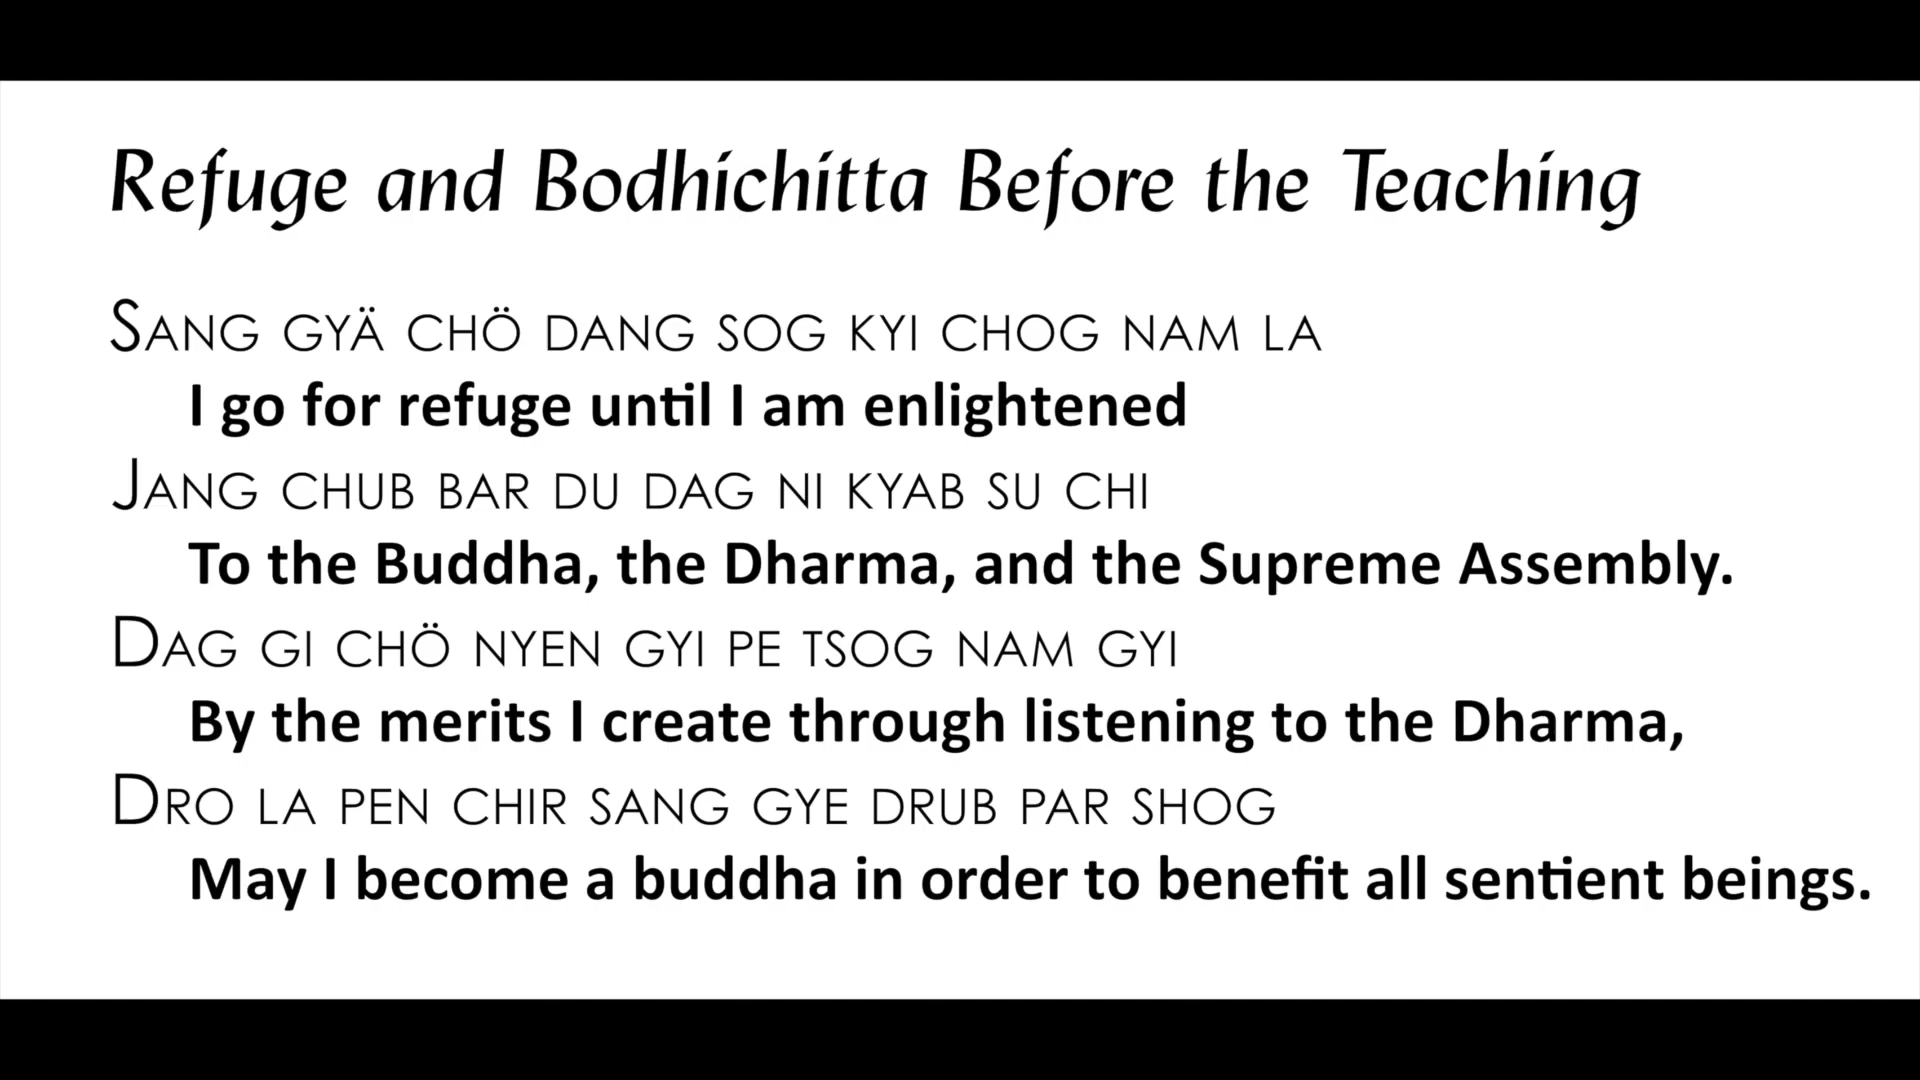 Refuge and Bodhichitta Before the Teaching
Sang gyä chö dang sog kyi chog nam la
I go for refuge until I am enlightened
Jang chub bar du dag ni kyab su chi
To the Buddha, the Dharma, and the Supreme Assembly.
Dag gi chö nyen gyi pe tsog nam gyi
By the merits I create through listening to the Dharma,
Dro la pen chir sang gye drub par shog
May I become a buddha in order to benefit all sentient beings.